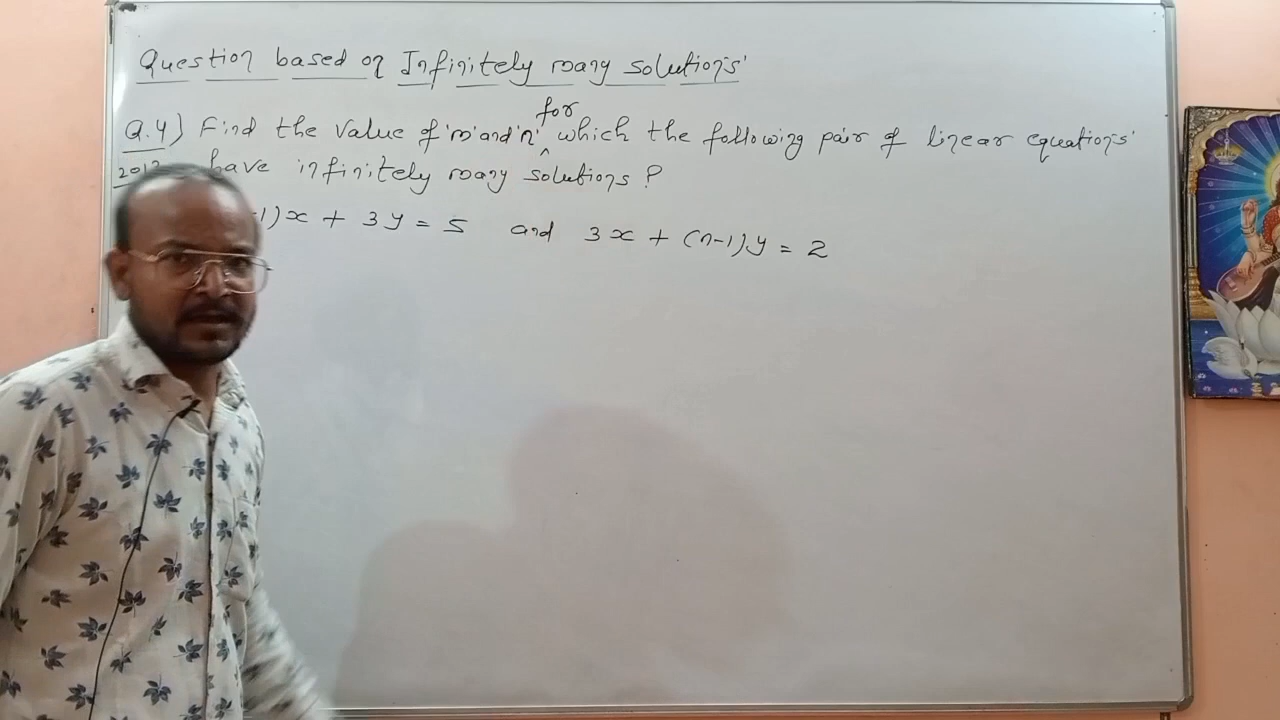 Question based on Infinitely many solutions'
Q.4) Find the value of 'm' and 'n' for which the following pair of linear equations'
have infinitely many solutions ?
-1)x + 3y = 5 and 3x + (n-1)y = 2